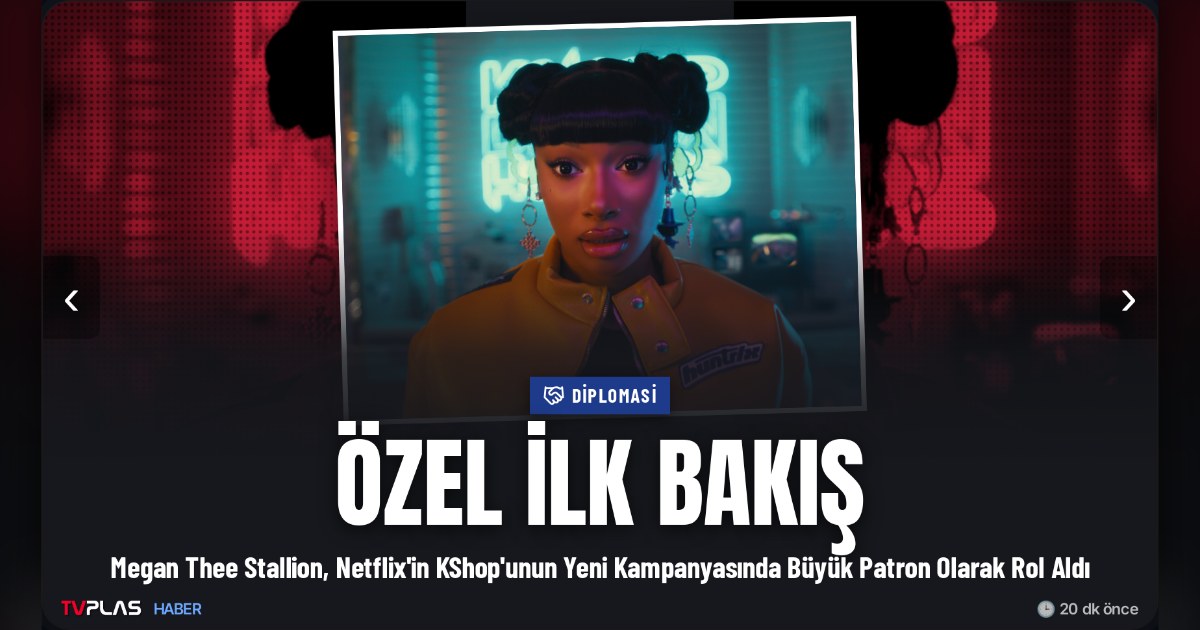 huntrix
DİPLOMASİ
ÖZEL İLK BAKIŞ
Megan Thee Stallion, Netflix'in KShop'unun Yeni Kampanyasında Büyük Patron Olarak Rol Aldı
TVPLAS HABER
20 dk önce